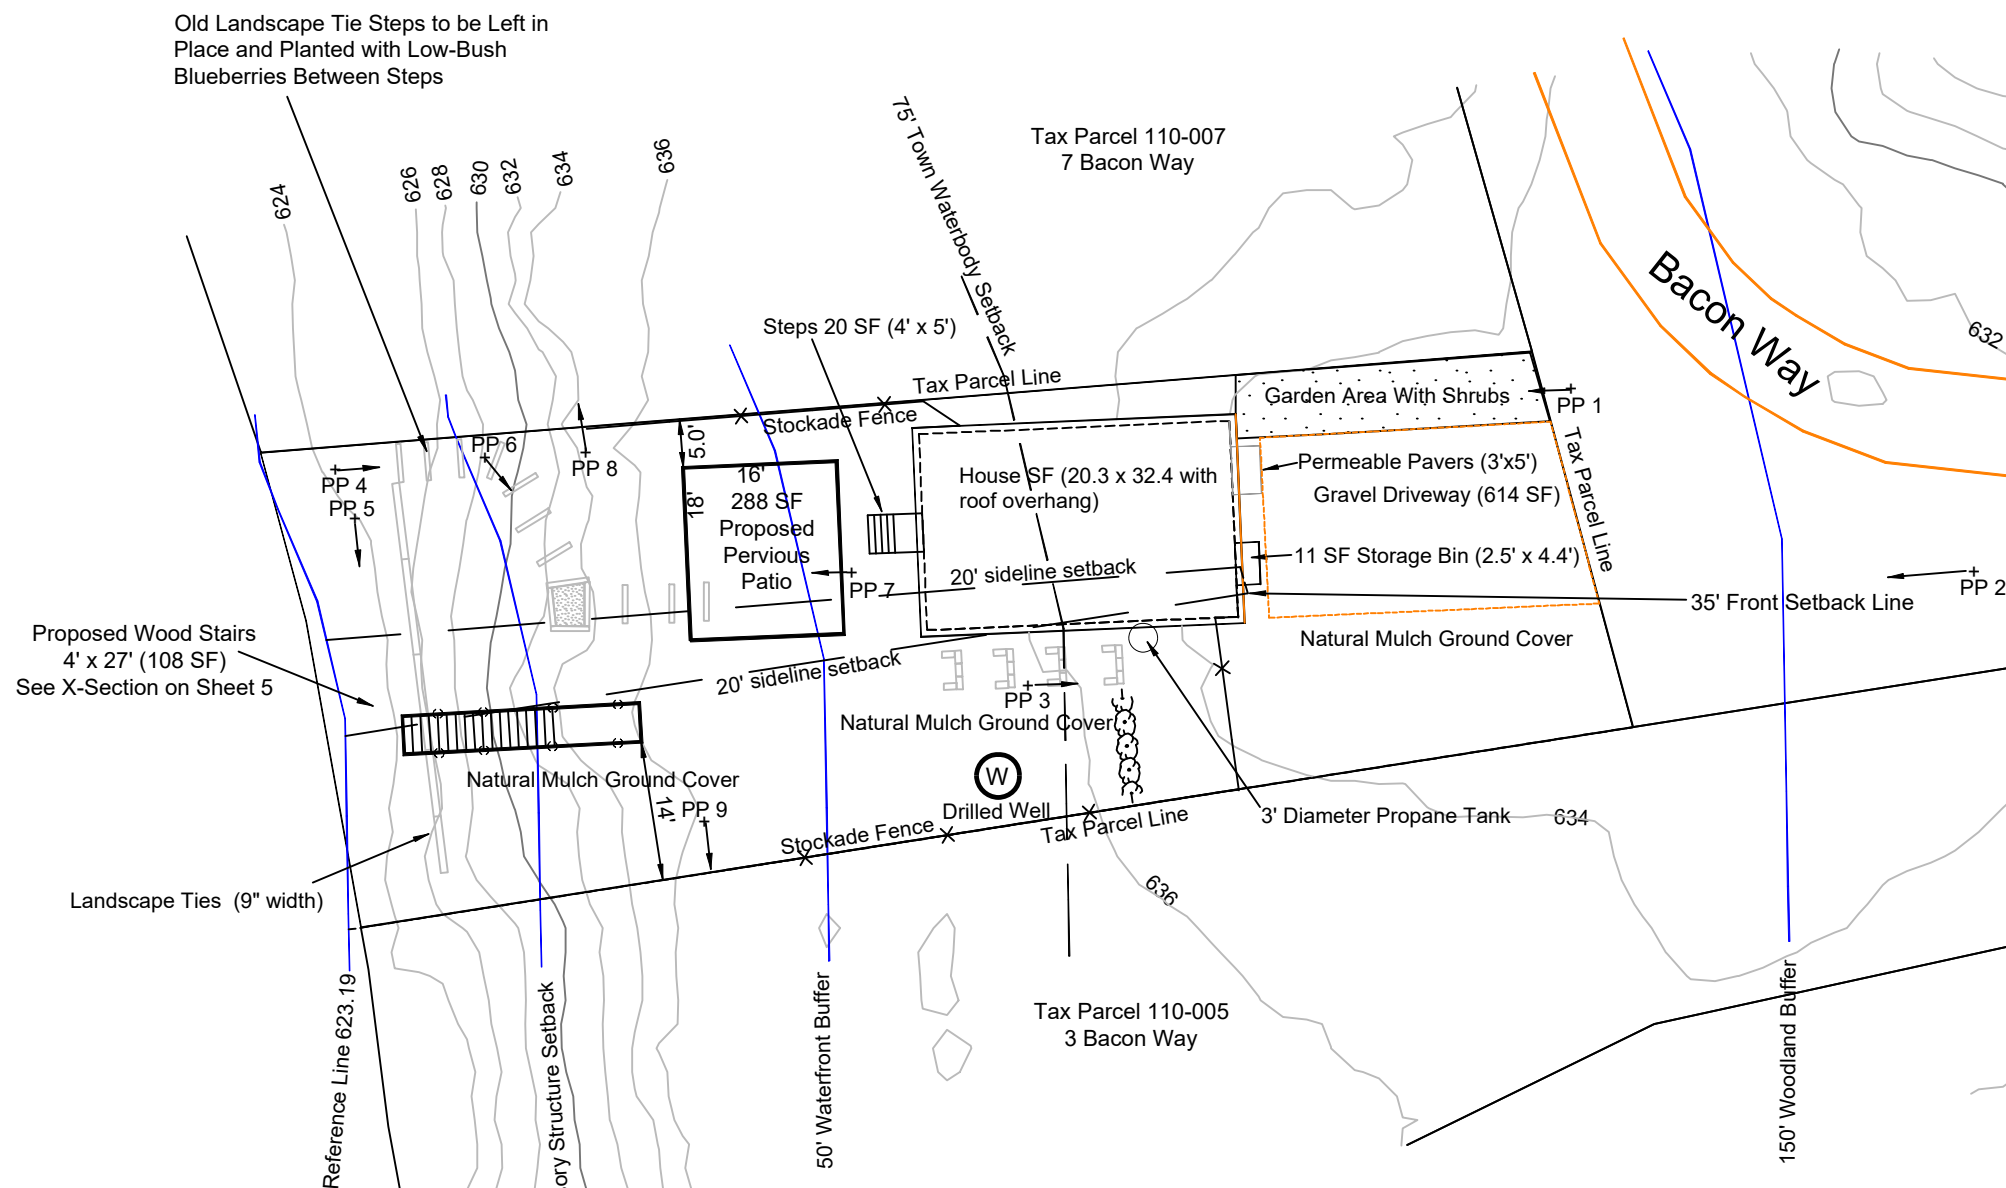 Old Landscape Tie Steps to be Left in
Place and Planted with Low-Bush
Blueberries Between Steps
624
626
628
630
632
634
636
75' Town Waterbody Setback
Tax Parcel 110-007
7 Bacon Way
Bacon Way
632
Steps 20 SF (4' x 5')
Tax Parcel Line
Stockade Fence
Garden Area With Shrubs
PP 1
Tax Parcel Line
PP 6
PP 8
PP 4
PP 5
5.0'
16'
18'
288 SF
Proposed
Pervious
Patio
PP 7
House SF (20.3 x 32.4 with
roof overhang)
Permeable Pavers (3'x5')
Gravel Driveway (614 SF)
11 SF Storage Bin (2.5' x 4.4')
20' sideline setback
PP 2
35' Front Setback Line
Natural Mulch Ground Cover
Proposed Wood Stairs
4' x 27' (108 SF)
See X-Section on Sheet 5
20' sideline setback
PP 3
Natural Mulch Ground Cover
Natural Mulch Ground Cover
W
Drilled Well
14'
PP 9
Stockade Fence
Tax Parcel Line
3' Diameter Propane Tank
634
636
Landscape Ties (9" width)
Reference Line 623.19
ory Structure Setback
50' Waterfront Buffer
Tax Parcel 110-005
3 Bacon Way
150' Woodland Buffer